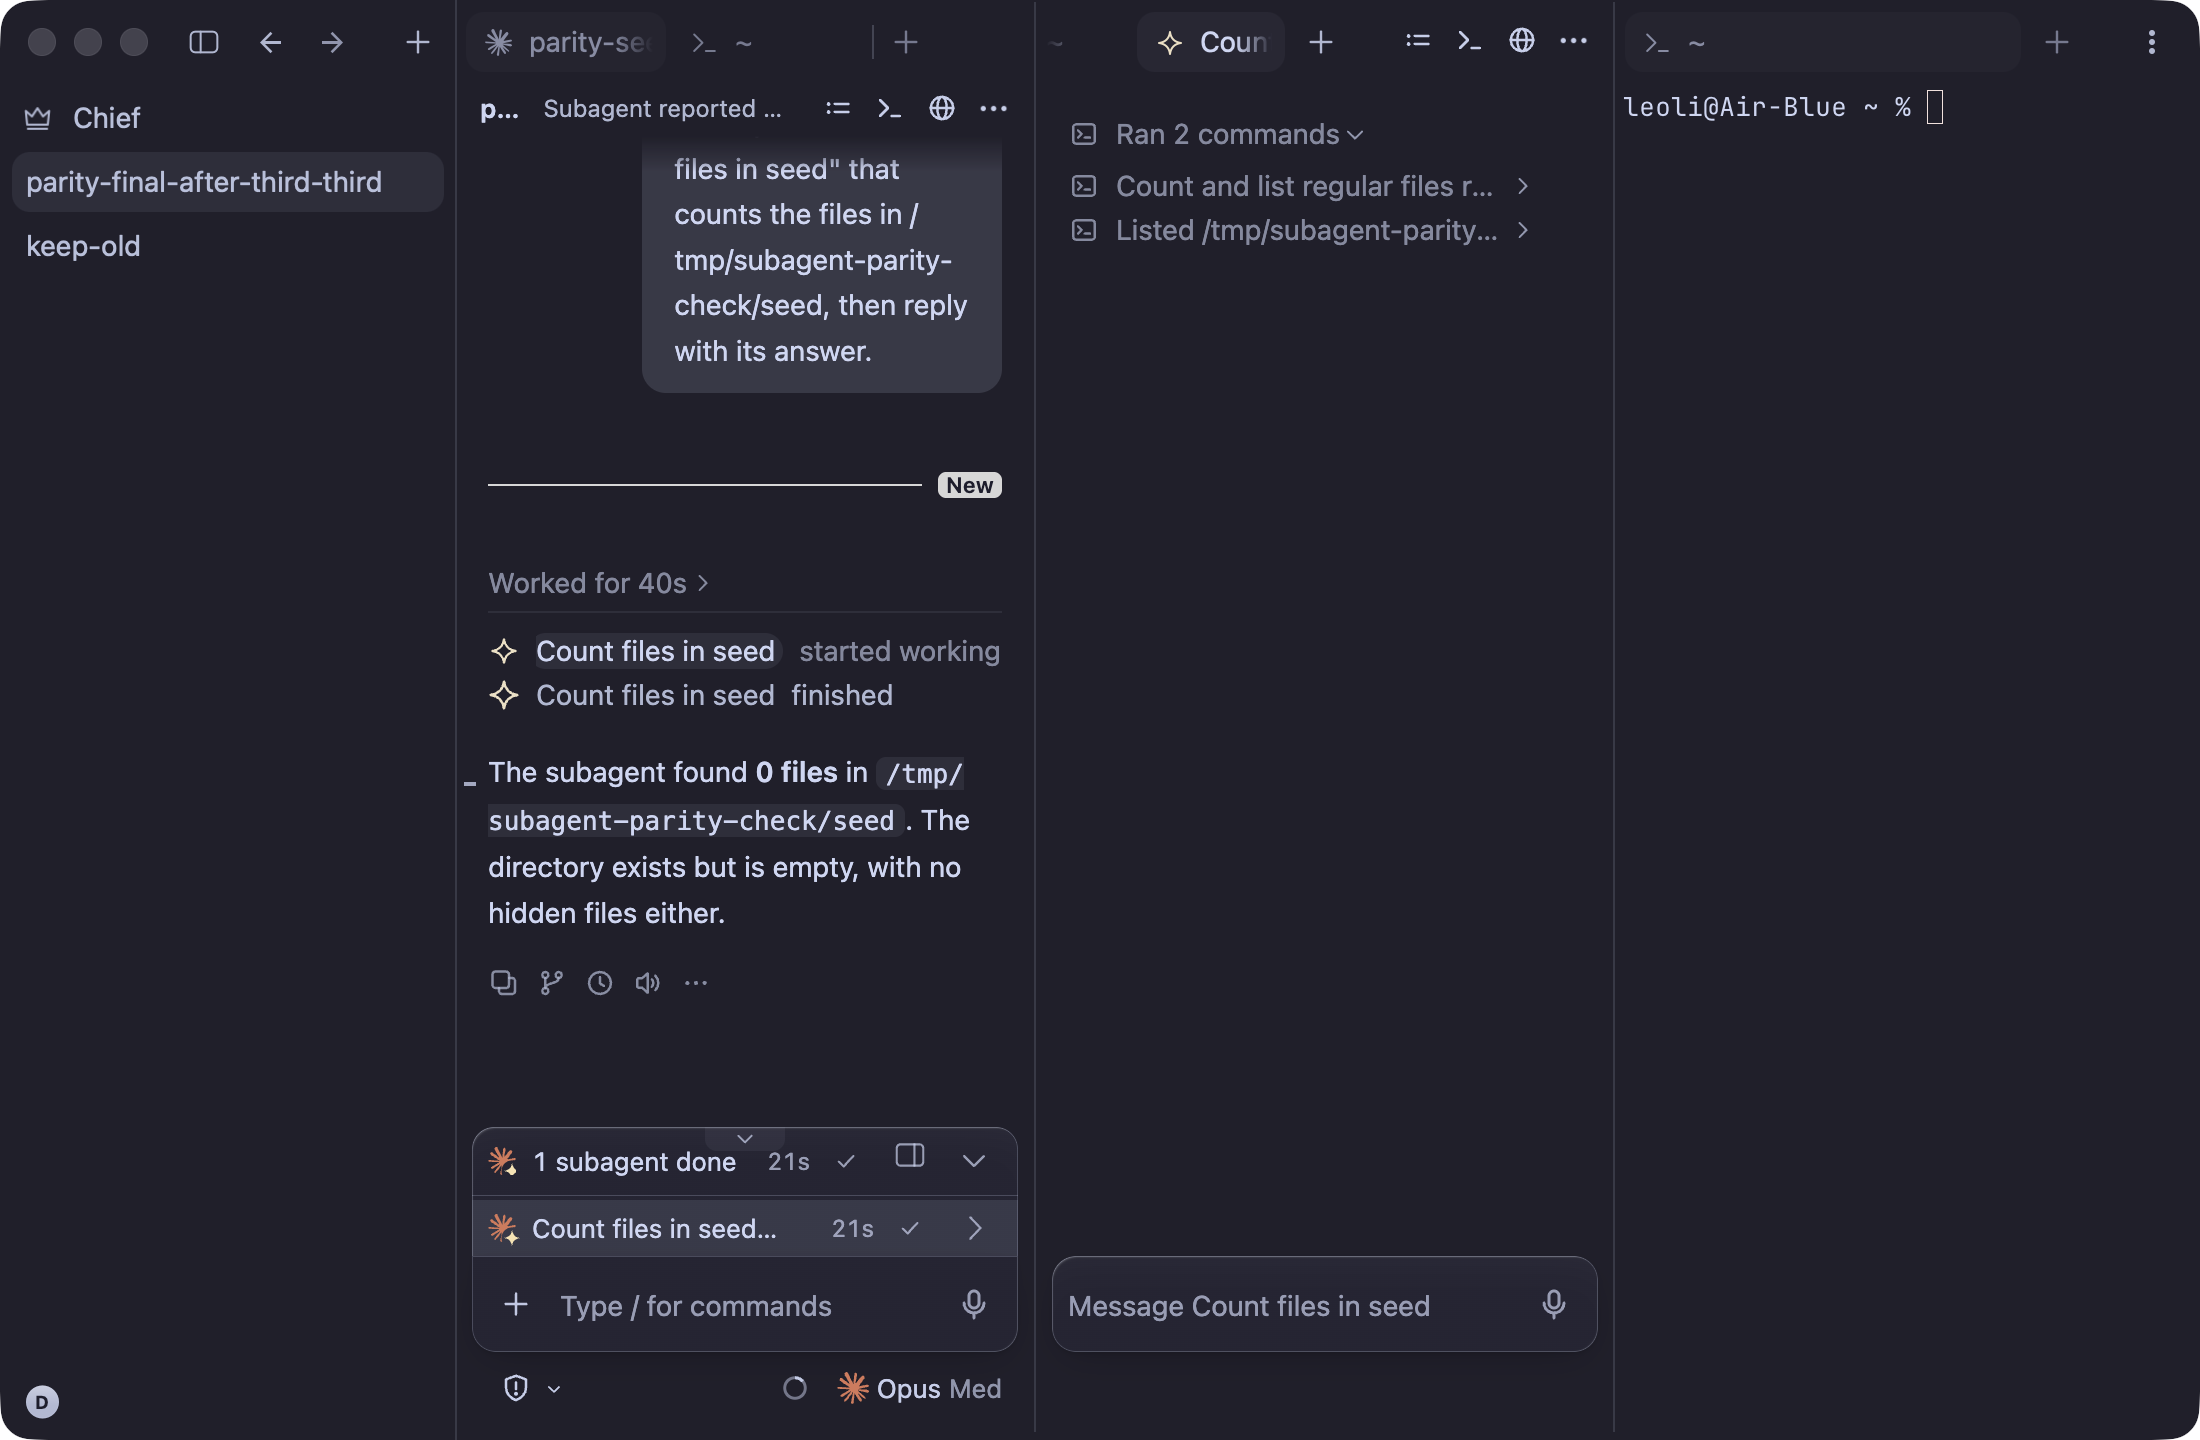 Chief
parity-final-after-third-third
keep-old
D
parity-see
~
p...
Subagent reported ...
files in seed" that
counts the files in /
tmp/subagent-parity-
check/seed, then reply
with its answer.
New
Worked for 40s
Count files in seed started working
Count files in seed finished
The subagent found 0 files in /tmp/
subagent-parity-check/seed. The
directory exists but is empty, with no
hidden files either.
1 subagent done 21s
Count files in seed... 21s
Type / for commands
Opus Med
~
Coun
Ran 2 commands
Count and list regular files r...
Listed /tmp/subagent-parity...
Message Count files in seed
~
leoli@Air-Blue ~ %